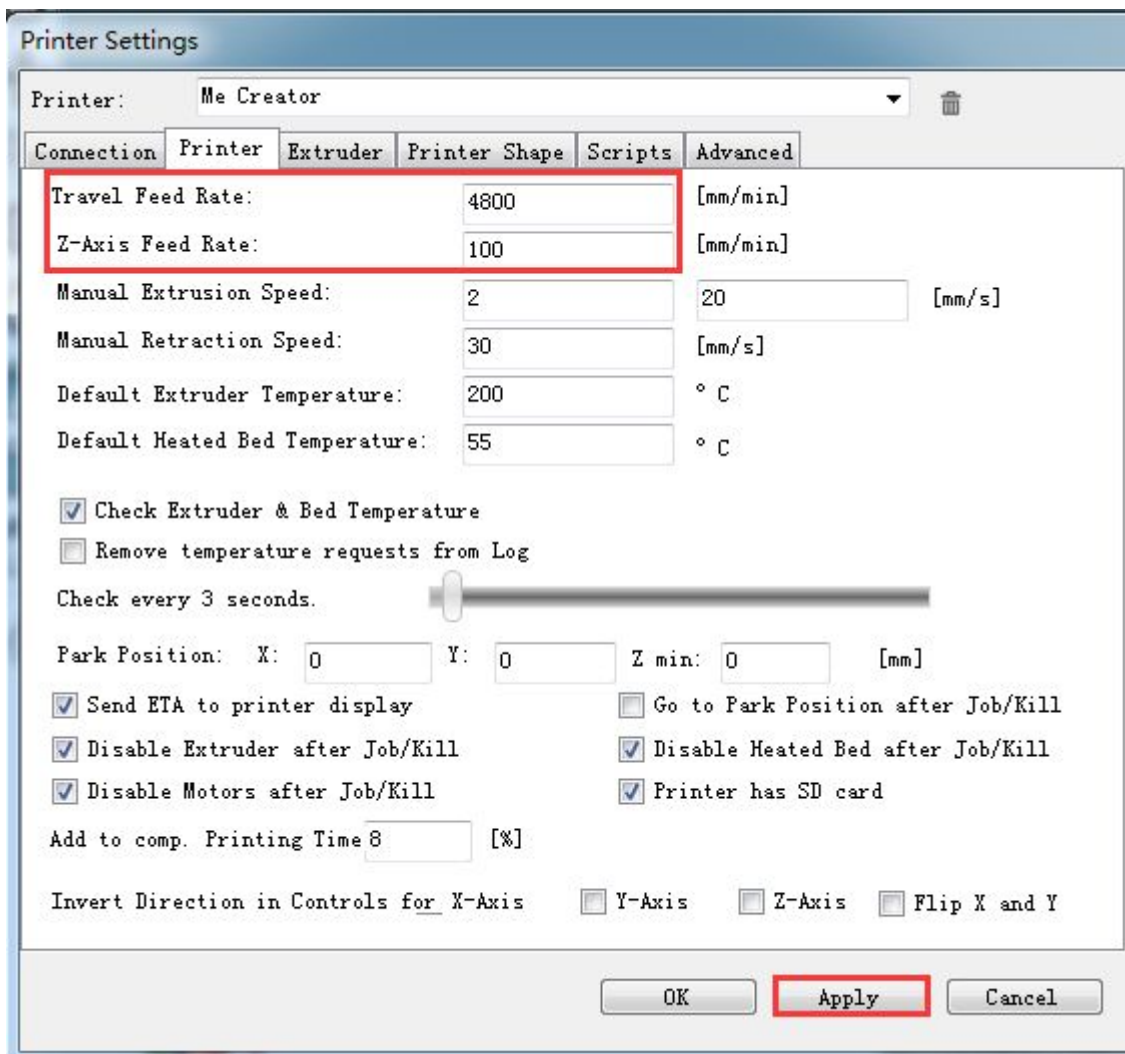 Printer Settings
Printer: Me Creator
Connection Printer Extruder Printer Shape Scripts Advanced
Travel Feed Rate: 4800 [mm/min]
Z-Axis Feed Rate: 100 [mm/min]
Manual Extrusion Speed: 2 20 [mm/s]
Manual Retraction Speed: 30 [mm/s]
Default Extruder Temperature: 200 ° C
Default Heated Bed Temperature: 55 ° C
Check Extruder & Bed Temperature
Remove temperature requests from Log
Check every 3 seconds.
Park Position: X: 0 Y: 0 Z min: 0 [mm]
Send ETA to printer display Go to Park Position after Job/Kill
Disable Extruder after Job/Kill Disable Heated Bed after Job/Kill
Disable Motors after Job/Kill Printer has SD card
Add to comp. Printing Time 8 [%]
Invert Direction in Controls for X-Axis Y-Axis Z-Axis Flip X and Y
OK Apply Cancel